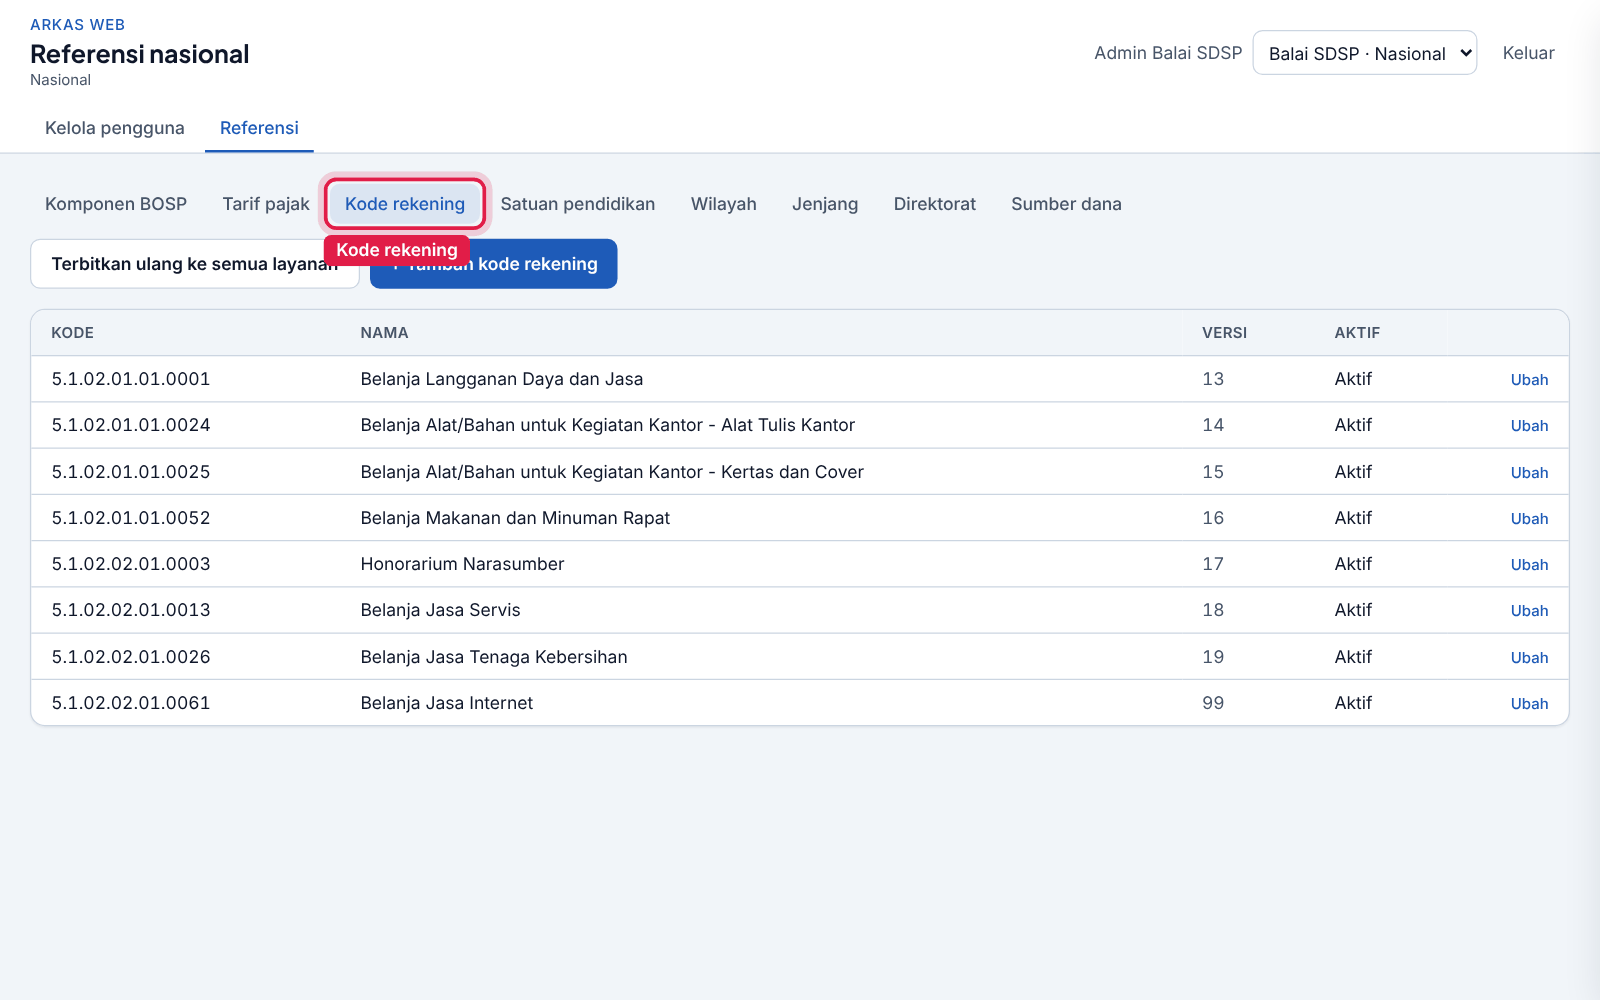 ARKAS WEB
Referensi nasional
Nasional
Admin Balai SDSP
Balai SDSP · Nasional
Keluar
Kelola pengguna
Referensi
Komponen BOSP
Tarif pajak
Kode rekening
Satuan pendidikan
Wilayah
Jenjang
Direktorat
Sumber dana
Kode rekening
Terbitkan ulang ke semua layanan
+ Tambah kode rekening
KODE NAMA VERSI AKTIF
5.1.02.01.01.0001 Belanja Langganan Daya dan Jasa 13 Aktif Ubah
5.1.02.01.01.0024 Belanja Alat/Bahan untuk Kegiatan Kantor - Alat Tulis Kantor 14 Aktif Ubah
5.1.02.01.01.0025 Belanja Alat/Bahan untuk Kegiatan Kantor - Kertas dan Cover 15 Aktif Ubah
5.1.02.01.01.0052 Belanja Makanan dan Minuman Rapat 16 Aktif Ubah
5.1.02.02.01.0003 Honorarium Narasumber 17 Aktif Ubah
5.1.02.02.01.0013 Belanja Jasa Servis 18 Aktif Ubah
5.1.02.02.01.0026 Belanja Jasa Tenaga Kebersihan 19 Aktif Ubah
5.1.02.02.01.0061 Belanja Jasa Internet 99 Aktif Ubah